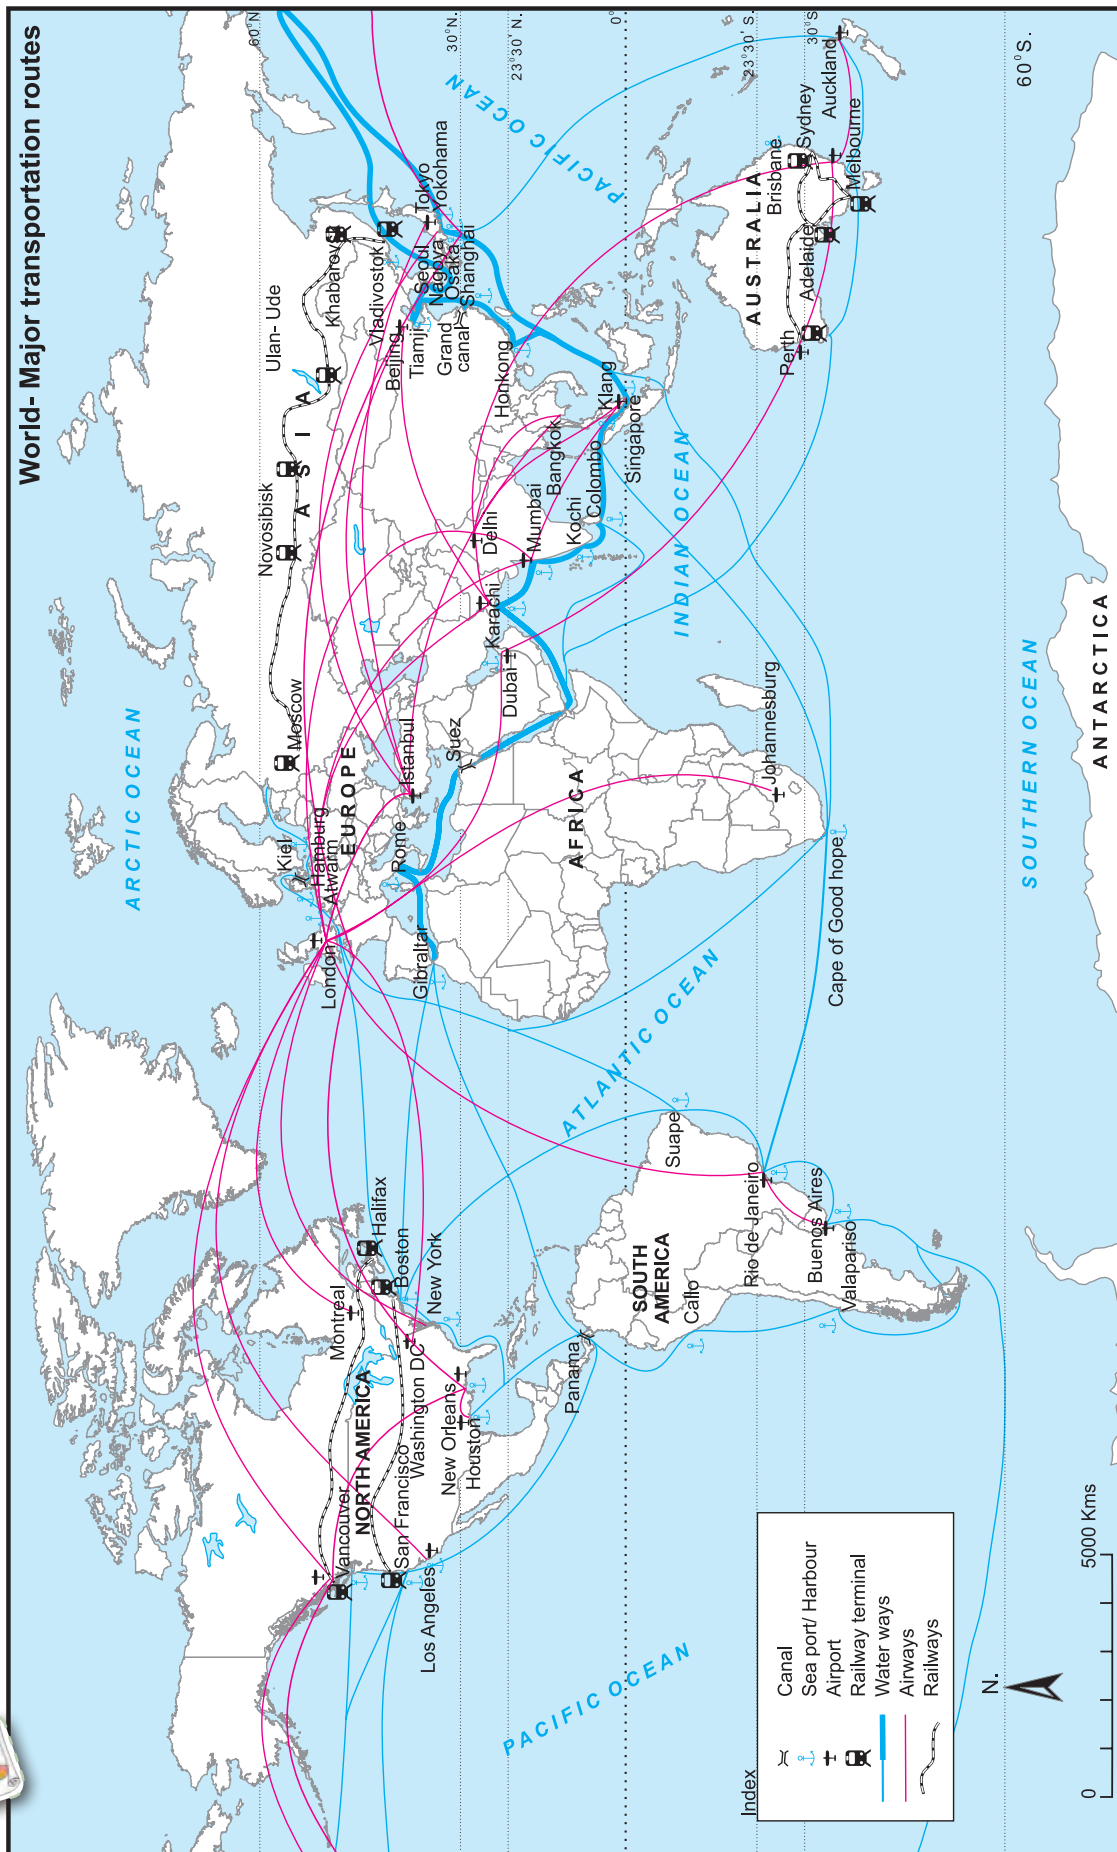 World- Major transportation routes
ARCTIC OCEAN
60°N.
30°N.
23°30' N.
0°
23°30' S.
30°S
60°S.
PACIFIC OCEAN
PACIFIC OCEAN
ATLANTIC OCEAN
INDIAN OCEAN
SOUTHERN OCEAN
NORTH AMERICA
SOUTH
AMERICA
EUROPE
AFRICA
ASIA
AUSTRALIA
ANTARCTICA
Vancouver
San Francisco
Los Angeles
Montreal
Halifax
Boston
New York
Washington DC
New Orleans
Houston
Panama
Callo
Suape
Rio de Janeiro
Buenos Aires
Valapariso
London
Kiel
Hamburg
Atwarm
Gibraltar
Rome
Istanbul
Suez
Moscow
Novosibisk
Ulan- Ude
Khabarovs
Vladivostok
Beijing
Tiamji
Seoul
Tokyo
Yokohama
Nagoya
Osaka
Shanghai
Grand
canal
Honkong
Delhi
Karachi
Dubai
Mumbai
Bangkok
Kochi
Colombo
Klang
Singapore
Johannesburg
Cape of Good hope
Perth
Adelaide
Brisbane
Sydney
Melbourne
Auckland
Index
Canal
Sea port/ Harbour
Airport
Railway terminal
Water ways
Airways
Railways
N.
0
5000 Kms